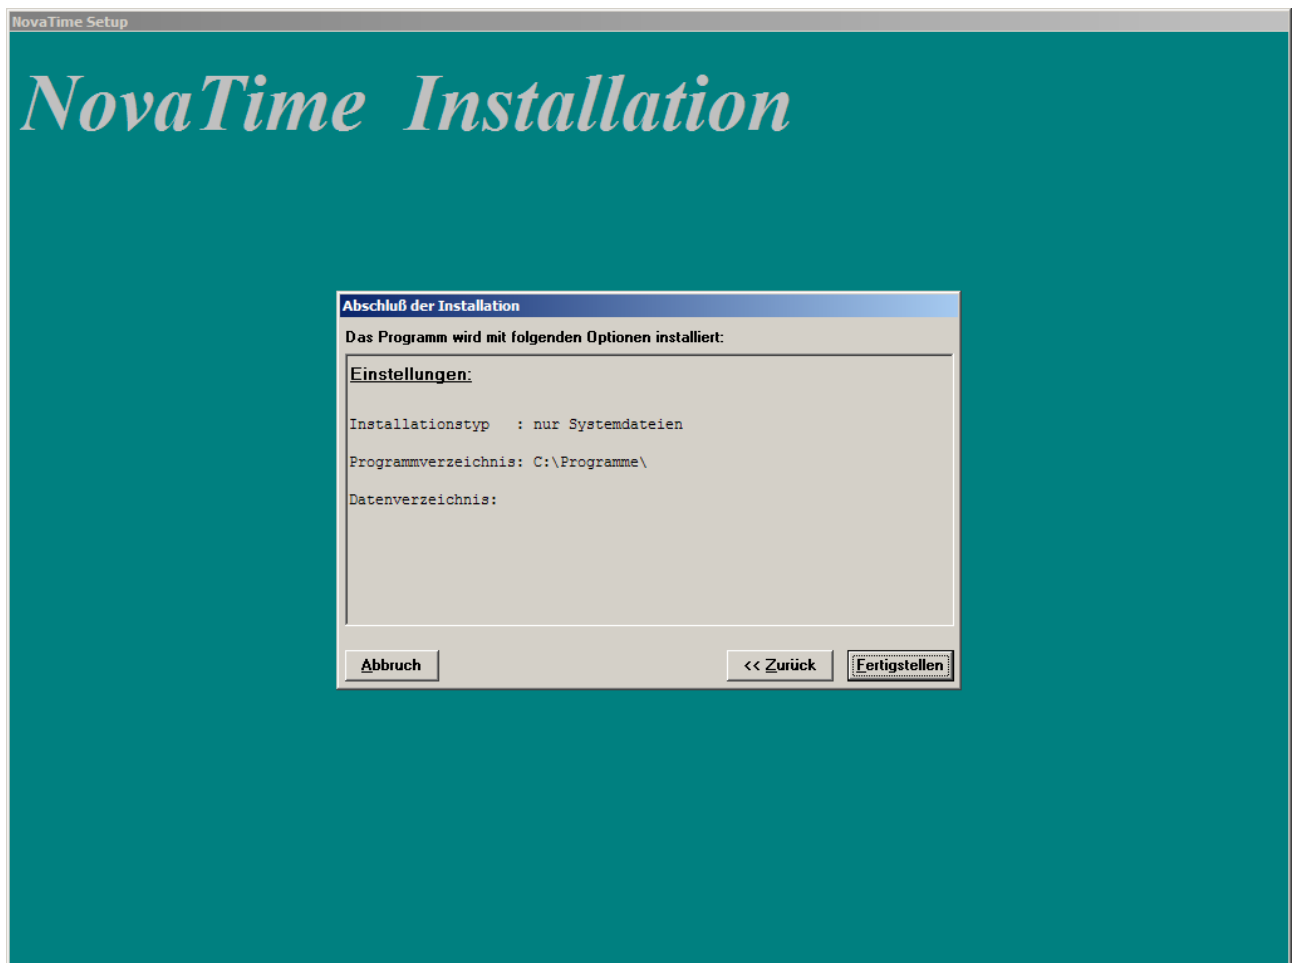 NovaTime Setup
NovaTime Installation
Abschluß der Installation
Das Programm wird mit folgenden Optionen installiert:
Einstellungen:
Installationstyp   : nur Systemdateien
Programmverzeichnis: C:\Programme\
Datenverzeichnis:
Abbruch
<< Zurück
Fertigstellen